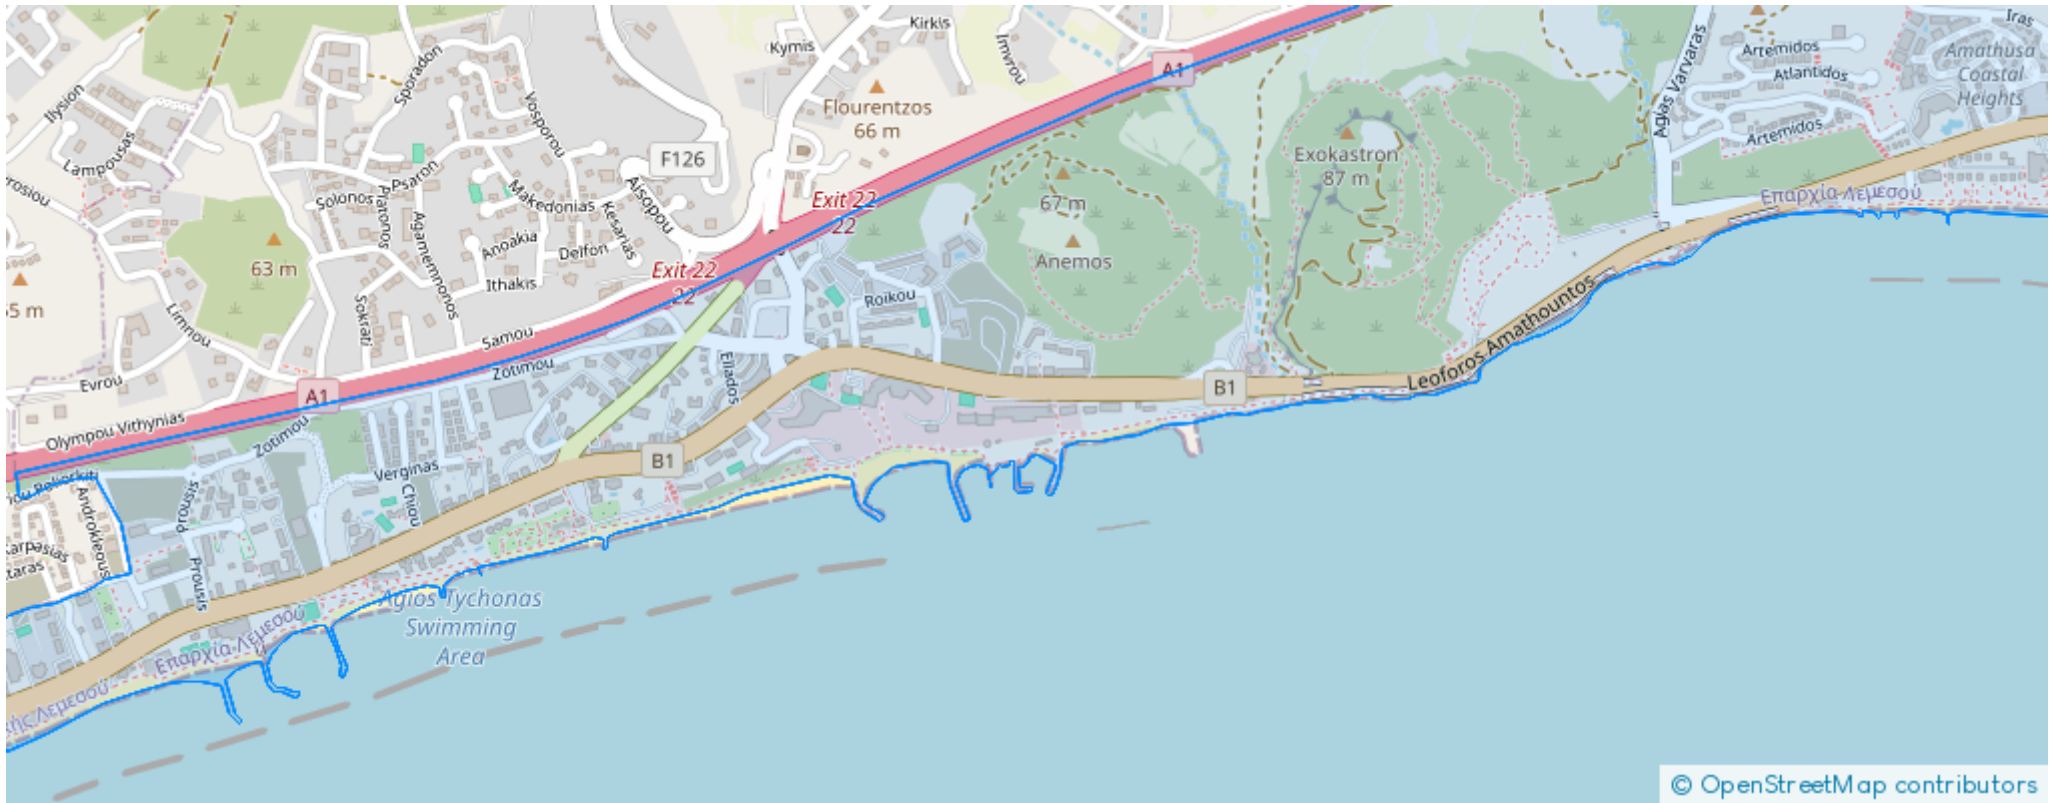 Kirkis
Kymis
Imvrou
A1
Iras
Artemidos
Amathusa
Coastal
Heights
Atlantidos
Artemidos
Agias Varvaras
Ilysion
Sporadon
Vosporou
Flourentzos
66 m
F126
Lampousas
Exokastron
87 m
Psaron
Solonos
Platonos
Makedonias
Aisopou
Kesarias
Agamemnonos
Exit 22
22
67 m
Anemos
Επαρχία Λεμεσού
Anoakia
Delfon
Ithakis
63 m
Exit 22
22
Roikou
Limnou
Sokrati
Samou
Zotimou
Evrou
A1
Ellados
B1
Leoforos Amathountos
Olympou Vithynias
Zotimou
Verginas
Chiou
B1
Androkleous
Prousis
Karpasias
Prousis
Agios Tychonas
Swimming
Area
Επαρχία Λεμεσού
© OpenStreetMap contributors